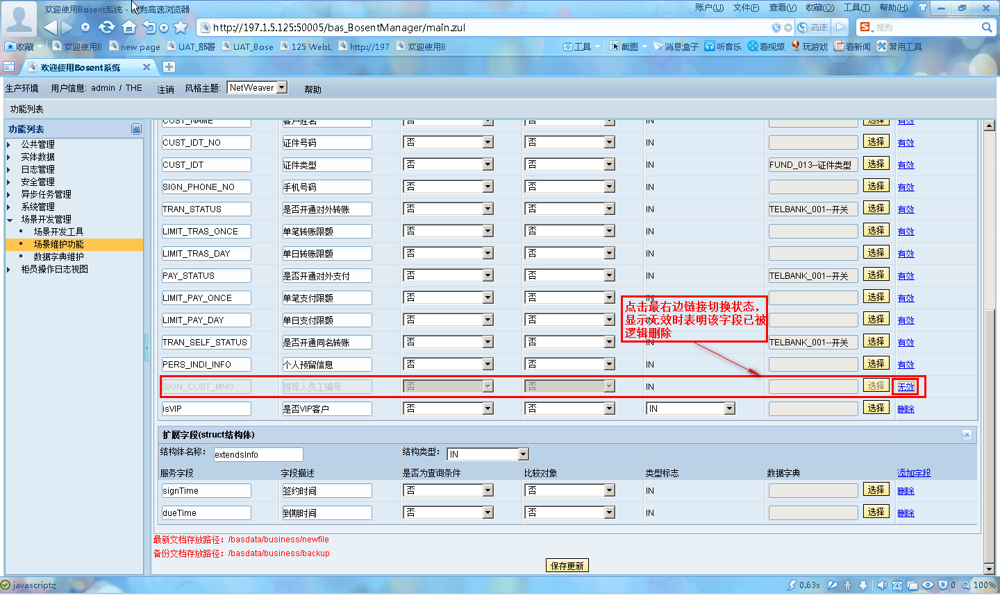 欢迎使用Bosent系统 - 搜狗高速浏览器
账户(U) 文件(F) 查看(V) 收藏(O) 工具(T) 帮助(H)
http://197.1.5.125:50005/bas_BosentManager/main.zul 高速 搜狗
收藏 欢迎使用B new page UAT_部署 UAT_Bose 125 WebL http://197 欢迎使用B 工具 截图 消息盒子 听音乐 看视频 玩游戏 看新闻 常用工具
欢迎使用Bosent系统
生产环境 用户信息: admin / THE 注销 风格主题: NetWeaver 帮助
功能列表
功能列表
公共管理
实体数据
日志管理
安全管理
异步任务管理
系统管理
场景开发管理
场景开发工具
场景维护功能
数据字典维护
柜员操作日志视图
CUST_NAME 客户姓名 否 否 IN 选择 有效
CUST_IDT_NO 证件号码 否 否 IN 选择 有效
CUST_IDT 证件类型 否 否 IN FUND_013--证件类型 选择 有效
SIGN_PHONE_NO 手机号码 否 否 IN 选择 有效
TRAN_STATUS 是否开通对外转账 否 否 IN TELBANK_001--开关 选择 有效
LIMIT_TRAS_ONCE 单笔转账限额 否 否 IN 选择 有效
LIMIT_TRAS_DAY 单日转账限额 否 否 IN 选择 有效
PAY_STATUS 是否开通对外支付 否 否 IN TELBANK_001--开关 选择 有效
LIMIT_PAY_ONCE 单笔支付限额 否 否 IN 选择 有效
LIMIT_PAY_DAY 单日支付限额 否 否 IN 选择 有效
TRAN_SELF_STATUS 是否开通同名转账 否 否 IN TELBANK_001--开关 选择 有效
PERS_INDI_INFO 个人预留信息 否 否 IN 选择 有效
SIGN_CUST_MNG 推荐人员工编号 否 否 IN 选择 无效
isVIP 是否VIP客户 否 否 IN 选择 删除
点击最右边链接切换状态，
显示无效时表明该字段已被
逻辑删除
扩展字段(struct结构体)
结构体名称: extendsInfo 结构类型: IN
服务字段 字段描述 是否为查询条件 比较对象 类型标志 数据字典 添加字段
signTime 签约时间 否 否 IN 选择 删除
dueTime 到期时间 否 否 IN 选择 删除
最新文档存放路径: /basdata/business/newfile
备份文档存放路径: /basdata/business/backup
保存更新
javascript:; 0.63s 0 100%